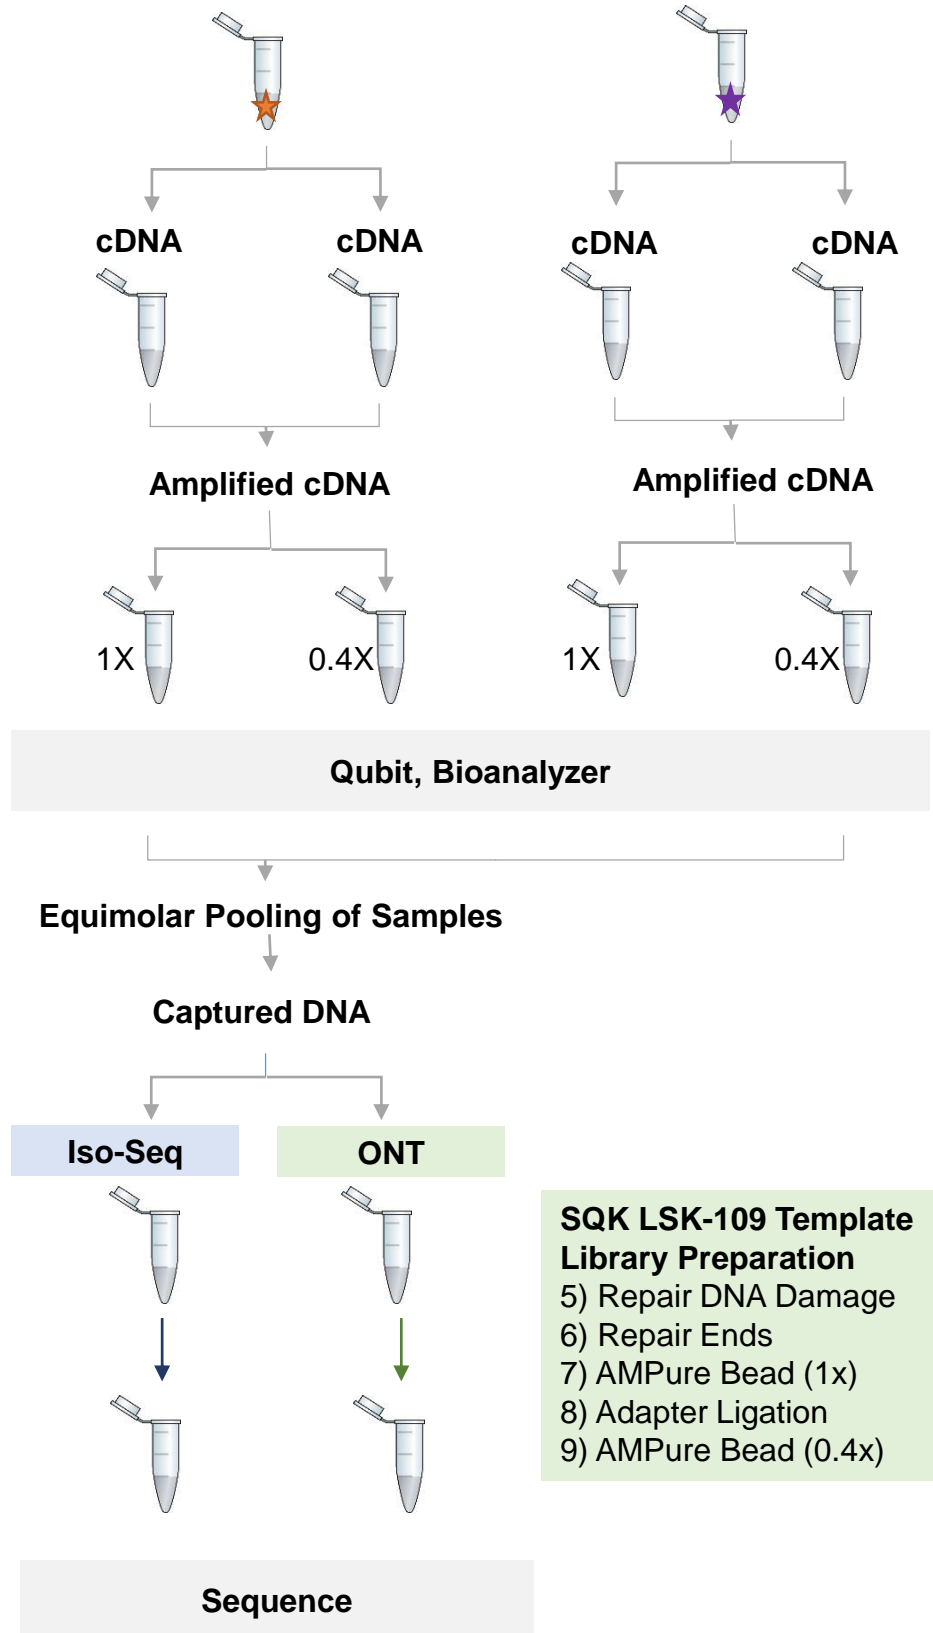 cDNA cDNA cDNA cDNA
Amplified cDNA Amplified cDNA
1X 0.4X 1X 0.4X
Qubit, Bioanalyzer
Equimolar Pooling of Samples
Captured DNA
Iso-Seq ONT
SQK LSK-109 Template
Library Preparation
5) Repair DNA Damage
6) Repair Ends
7) AMPure Bead (1x)
8) Adapter Ligation
9) AMPure Bead (0.4x)
Sequence